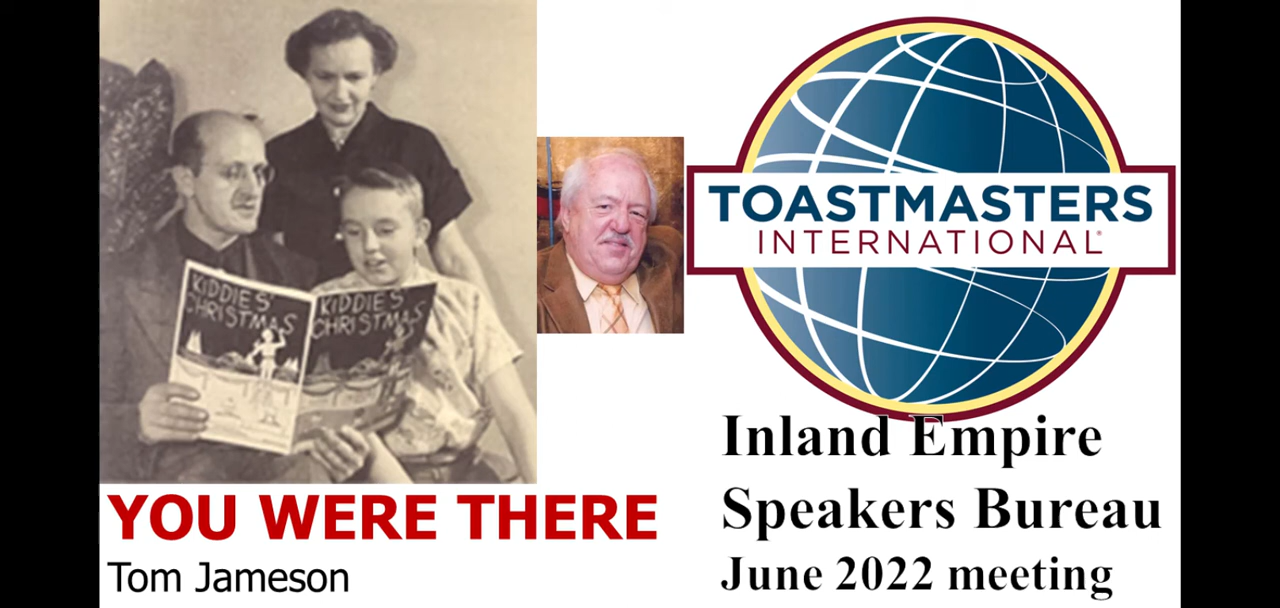 KIDDIES'
CHRISTMAS
KIDDIES'
CHRISTMAS
YOU WERE THERE
Tom Jameson
TOASTMASTERS
INTERNATIONAL®
Inland Empire
Speakers Bureau
June 2022 meeting